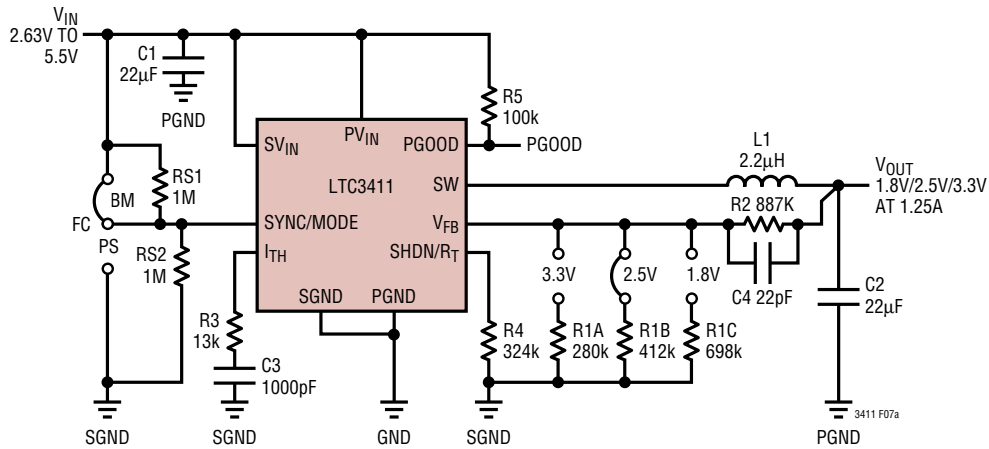 VIN
2.63V TO
5.5V
C1
22µF
PGND
R5
100k
PGOOD
SVIN
PVIN
PGOOD
LTC3411
SW
SYNC/MODE
VFB
ITH
SHDN/RT
SGND
PGND
BM
FC
PS
RS1
1M
RS2
1M
R3
13k
C3
1000pF
L1
2.2µH
VOUT
1.8V/2.5V/3.3V
AT 1.25A
R2 887K
C4 22pF
3.3V
2.5V
1.8V
R4
324k
R1A
280k
R1B
412k
R1C
698k
C2
22µF
SGND
SGND
GND
SGND
PGND
3411 F07a